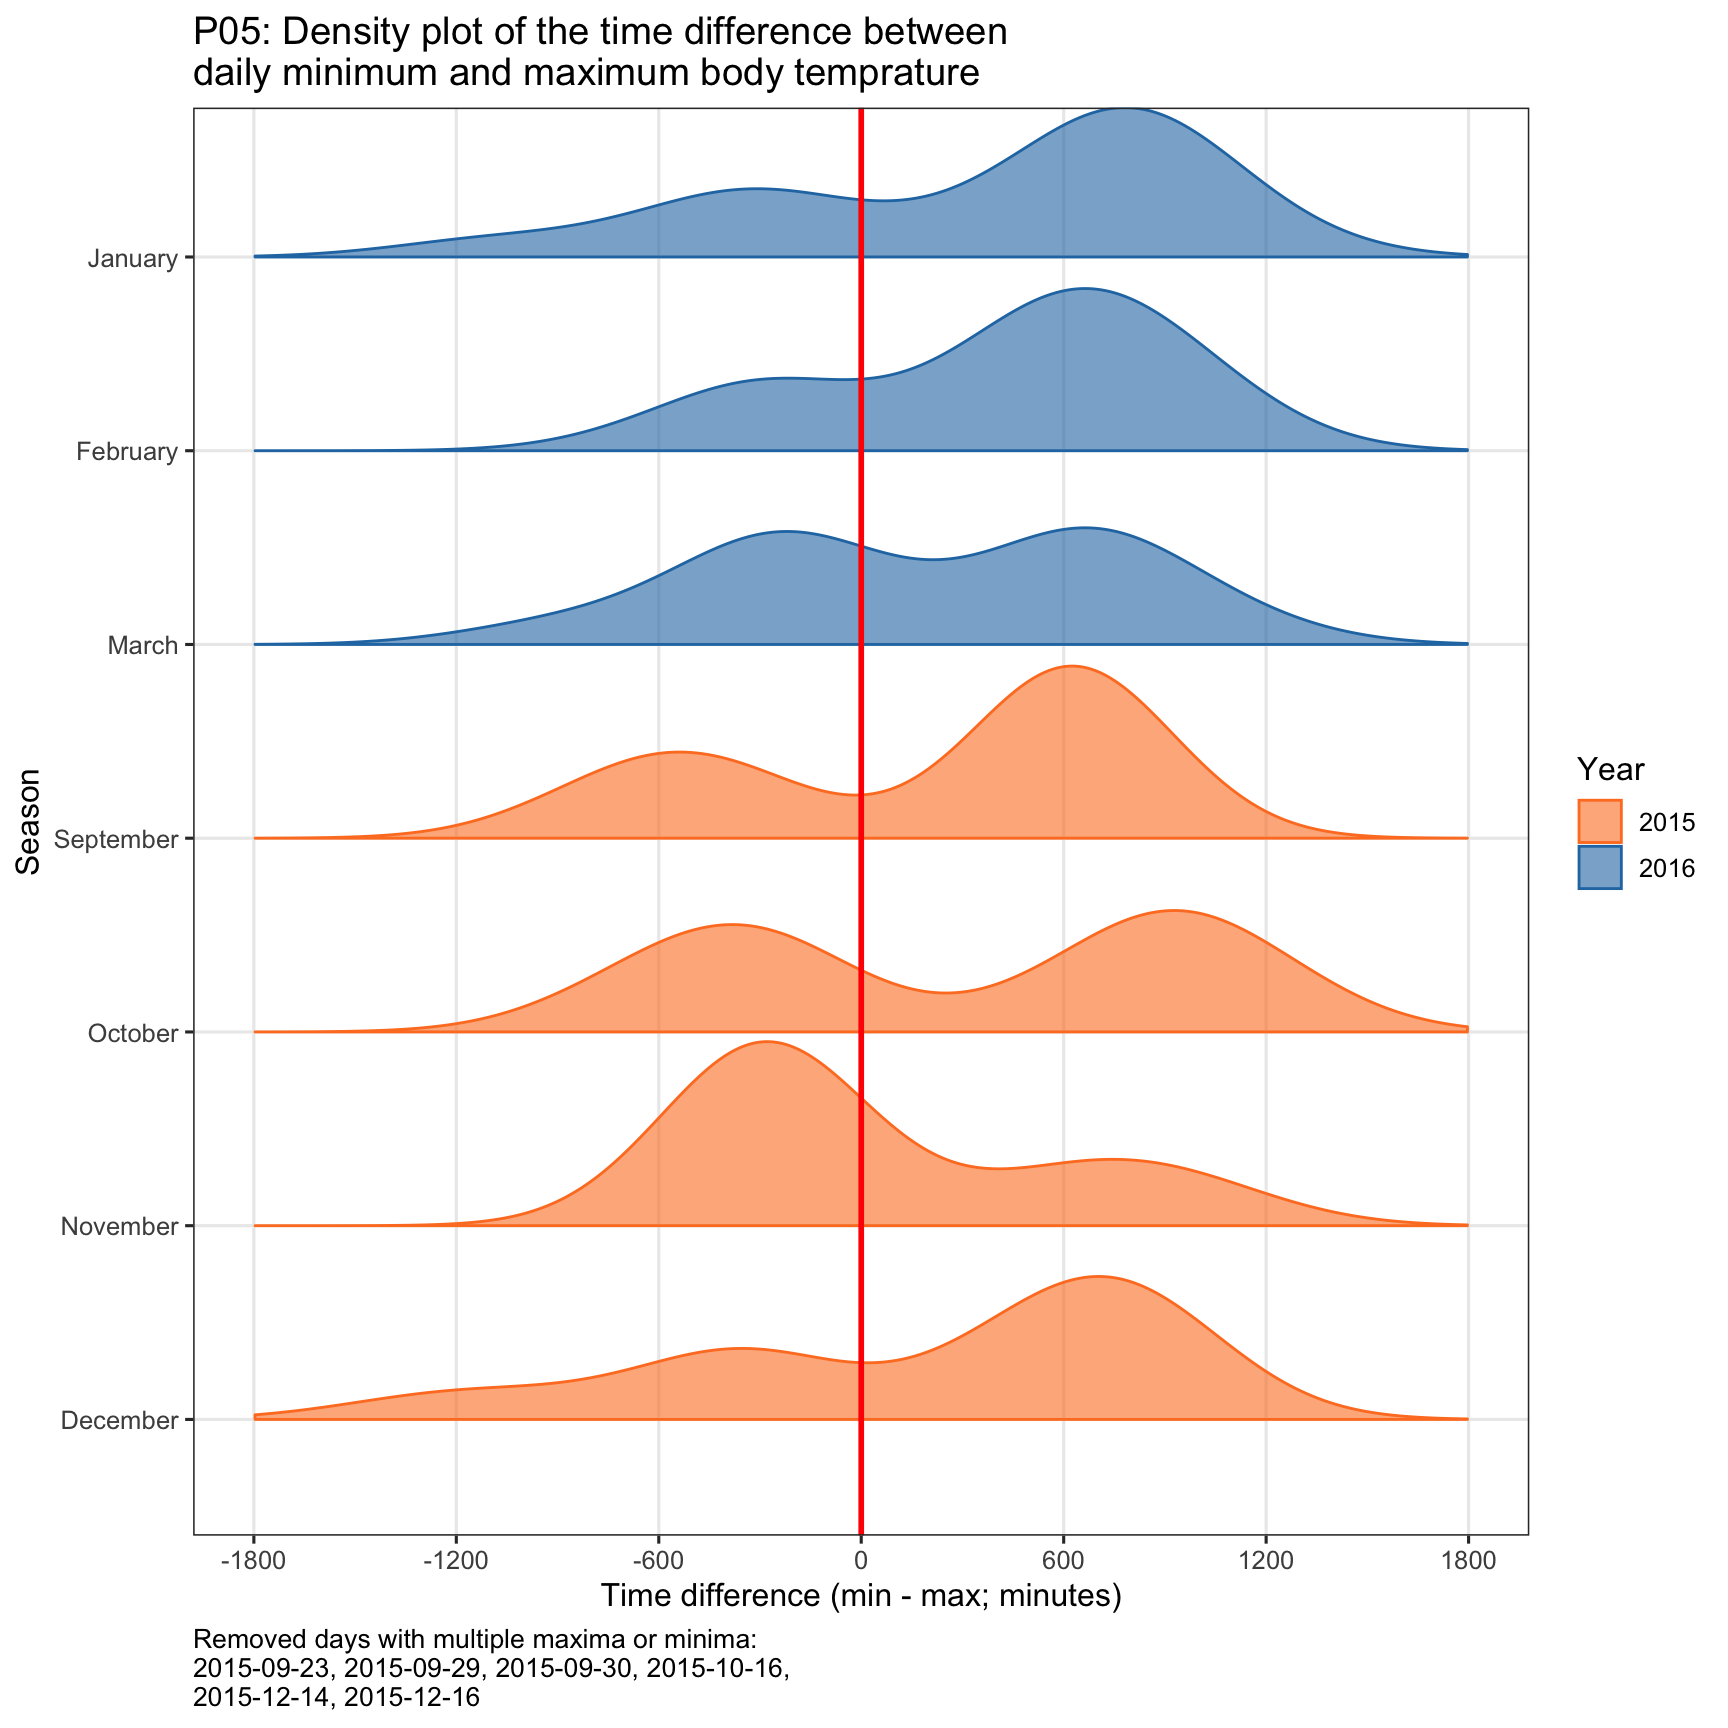 P05: Density plot of the time difference between
daily minimum and maximum body temprature
January
February
March
September
October
November
December
Season
-1800
-1200
-600
0
600
1200
1800
Time difference (min - max; minutes)
Year
2015
2016
Removed days with multiple maxima or minima:
2015-09-23, 2015-09-29, 2015-09-30, 2015-10-16,
2015-12-14, 2015-12-16